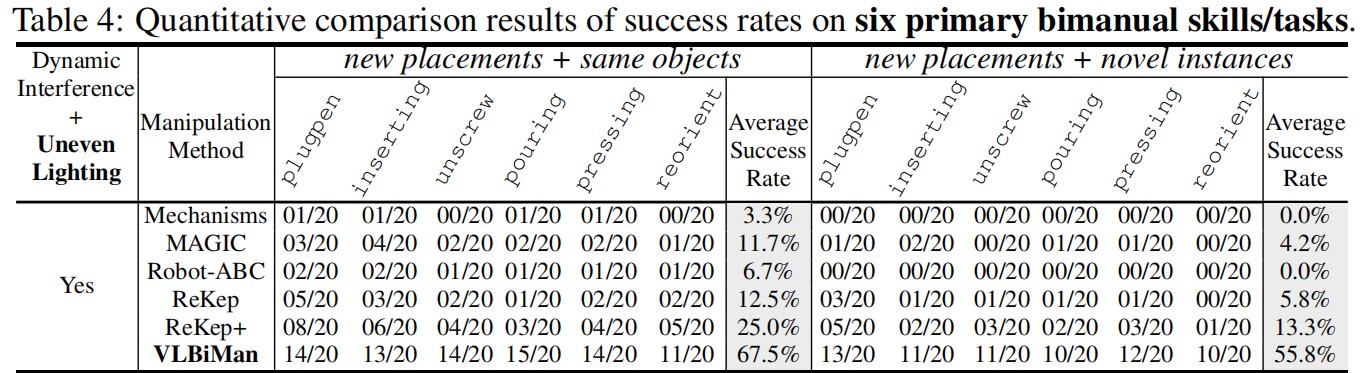 Table 4: Quantitative comparison results of success rates on six primary bimanual skills/tasks.
Dynamic Interference + Uneven Lighting | Manipulation Method | new placements + same objects | new placements + novel instances
plugpen inserting unscrew pouring pressing reorient Average Success Rate plugpen inserting unscrew pouring pressing reorient Average Success Rate
Yes
Mechanisms 01/20 01/20 00/20 01/20 01/20 00/20 3.3% 00/20 00/20 00/20 00/20 00/20 00/20 0.0%
MAGIC 03/20 04/20 02/20 02/20 02/20 01/20 11.7% 01/20 02/20 00/20 01/20 01/20 00/20 4.2%
Robot-ABC 02/20 02/20 01/20 01/20 01/20 01/20 6.7% 00/20 00/20 00/20 00/20 00/20 00/20 0.0%
ReKep 05/20 03/20 02/20 01/20 02/20 02/20 12.5% 03/20 01/20 01/20 01/20 01/20 00/20 5.8%
ReKep+ 08/20 06/20 04/20 03/20 04/20 05/20 25.0% 05/20 02/20 03/20 02/20 03/20 01/20 13.3%
VLBiMan 14/20 13/20 14/20 15/20 14/20 11/20 67.5% 13/20 11/20 11/20 10/20 12/20 10/20 55.8%